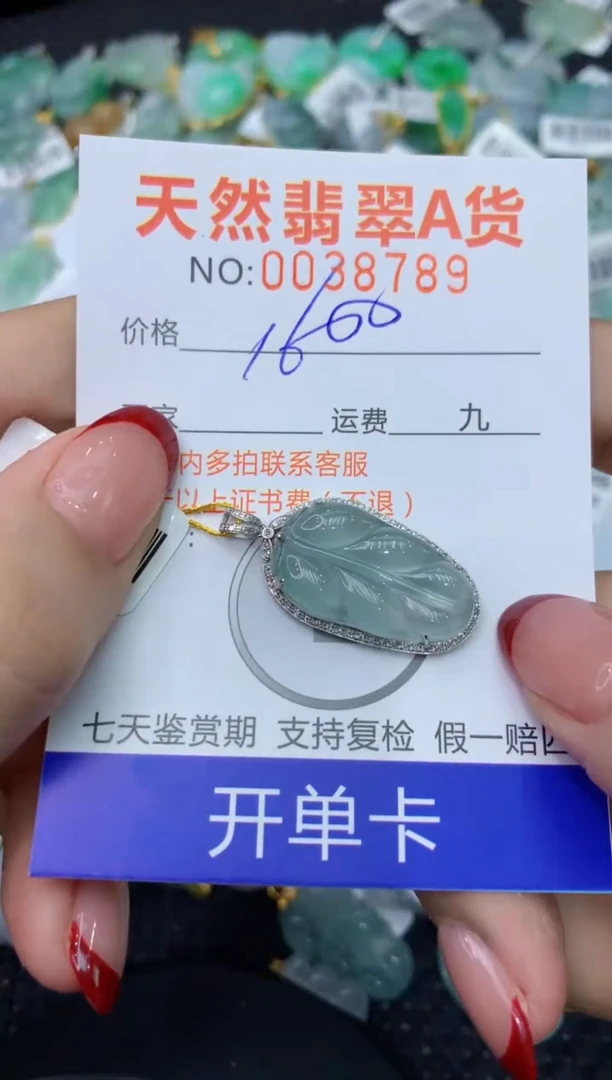 天然翡翠A货
NO:0038789
价格 1600
家 运费 九
内多拍联系客服
以上证书费（不退）
七天鉴赏期 支持复检 假一赔
开单卡